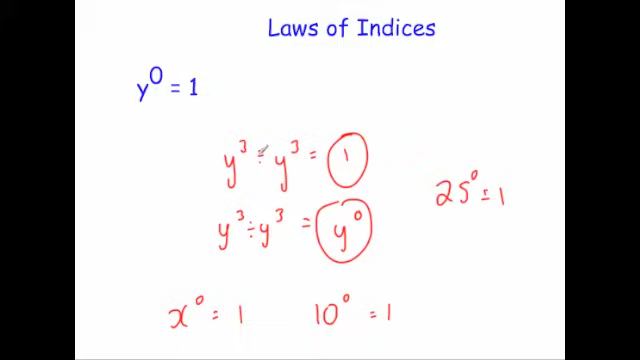 Laws of Indices
y⁰ = 1
y³ ÷ y³ = 1
25⁰ = 1
y³ ÷ y³ = y⁰
x⁰ = 1
10⁰ = 1